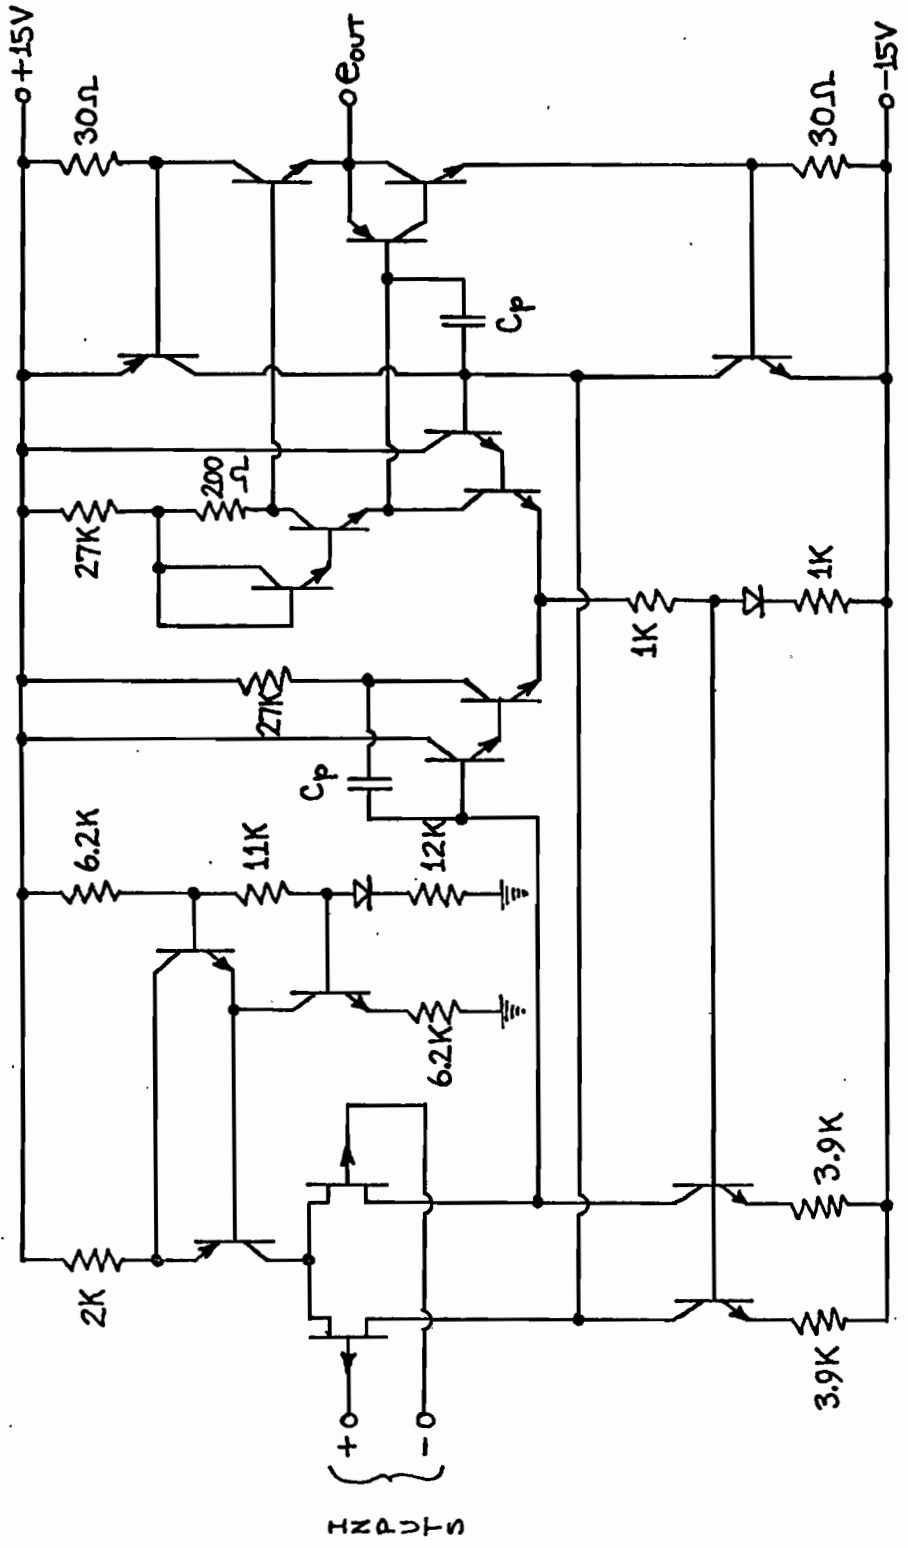 +15V
30Ω
eOUT
30Ω
-15V
Cp
200
Ω
27K
1K
1K
27K
Cp
6.2K
11K
12K
6.2K
2K
3.9K
3.9K
+
-
INPUTS